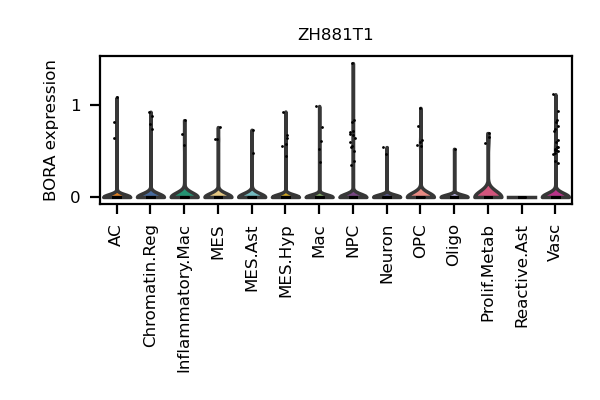 ZH881T1
BORA expression
1
0
AC
Chromatin.Reg
Inflammatory.Mac
MES
MES.Ast
MES.Hyp
Mac
NPC
Neuron
OPC
Oligo
Prolif.Metab
Reactive.Ast
Vasc